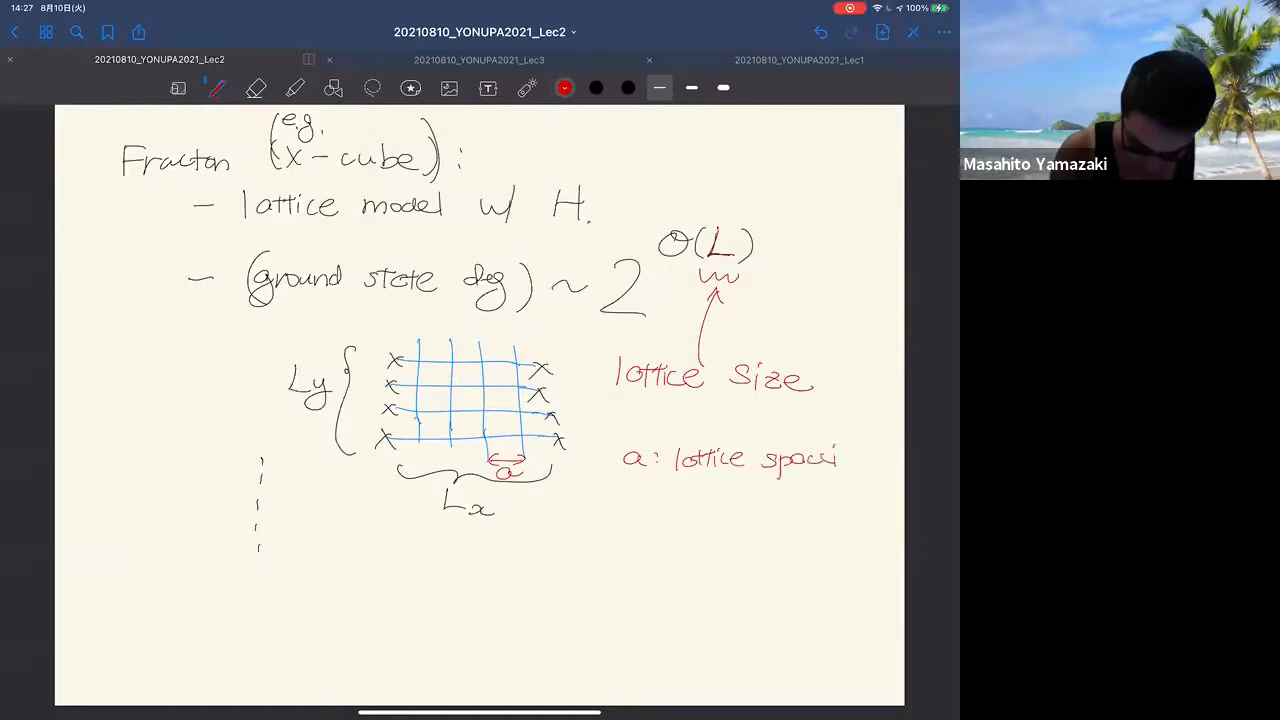 14:27 8月10日(火)
100%
20210810_YONUPA2021_Lec2
20210810_YONUPA2021_Lec2
20210810_YONUPA2021_Lec3
20210810_YONUPA2021_Lec1
Masahito Yamazaki
Fracton (e.g. X-cube) :
- lattice model w/ H.
- (ground state deg) ~ 2^O(L)
Ly
lattice size
a
a: lattice spaci
Lx